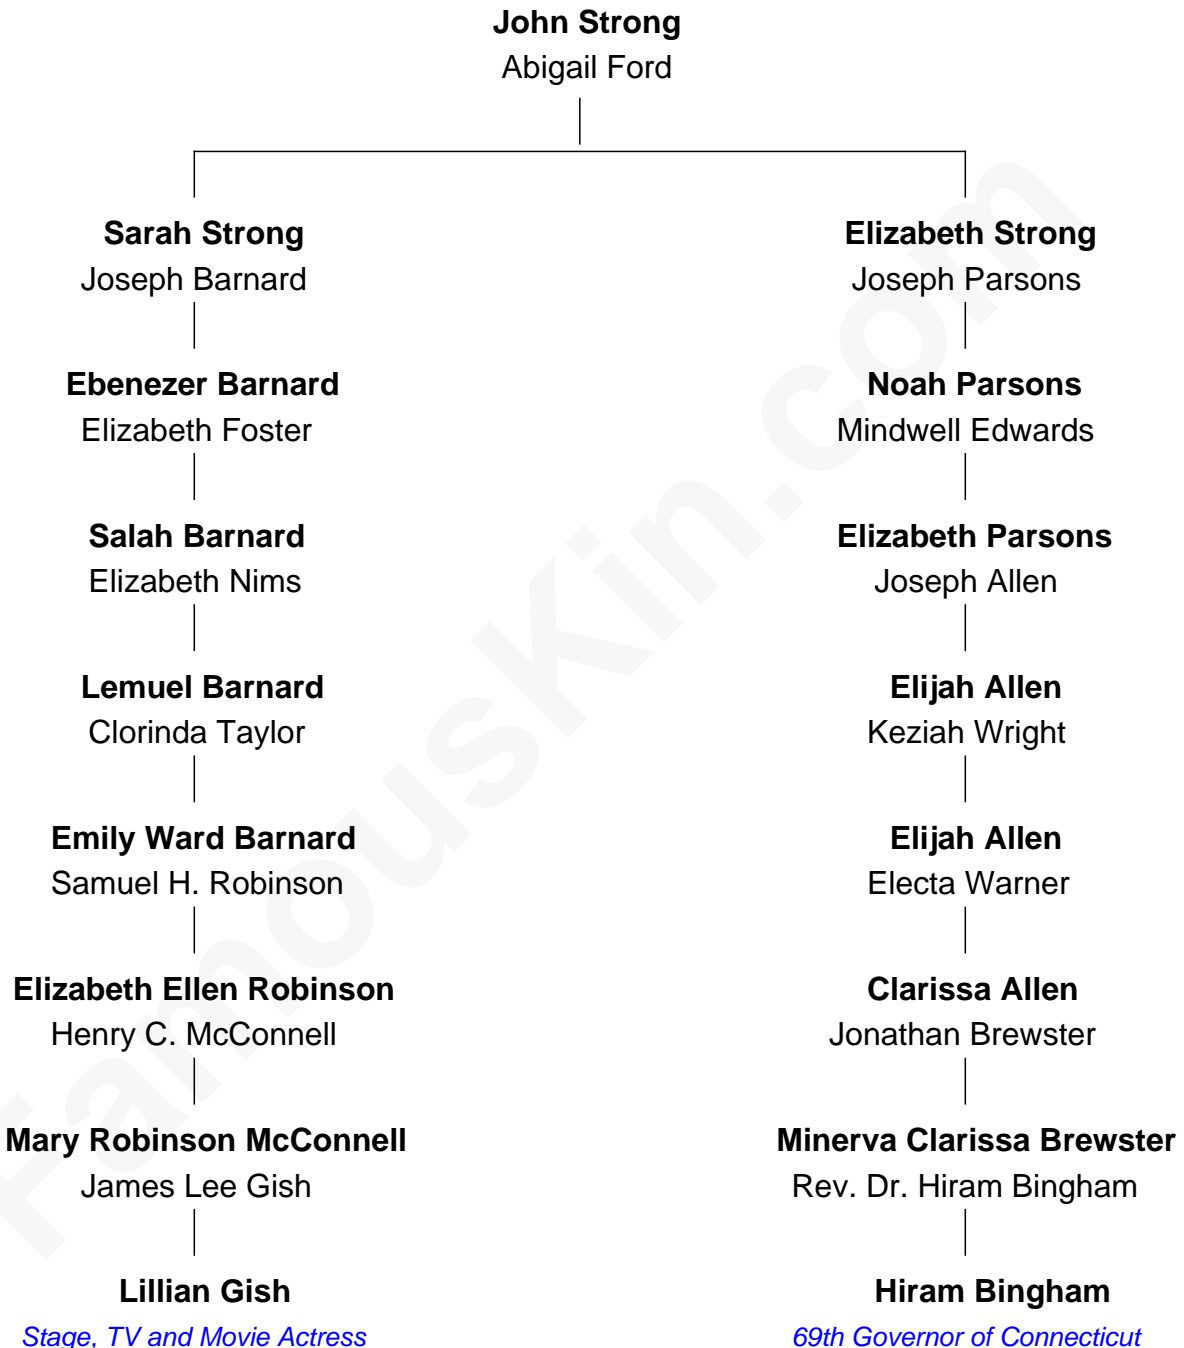 John Strong
Abigail Ford
Sarah Strong
Joseph Barnard
Elizabeth Strong
Joseph Parsons
Ebenezer Barnard
Elizabeth Foster
Noah Parsons
Mindwell Edwards
Salah Barnard
Elizabeth Nims
Elizabeth Parsons
Joseph Allen
Lemuel Barnard
Clorinda Taylor
Elijah Allen
Keziah Wright
Emily Ward Barnard
Samuel H. Robinson
Elijah Allen
Electa Warner
Elizabeth Ellen Robinson
Henry C. McConnell
Clarissa Allen
Jonathan Brewster
Mary Robinson McConnell
James Lee Gish
Minerva Clarissa Brewster
Rev. Dr. Hiram Bingham
Lillian Gish
Stage, TV and Movie Actress
Hiram Bingham
69th Governor of Connecticut
FamousKin.com